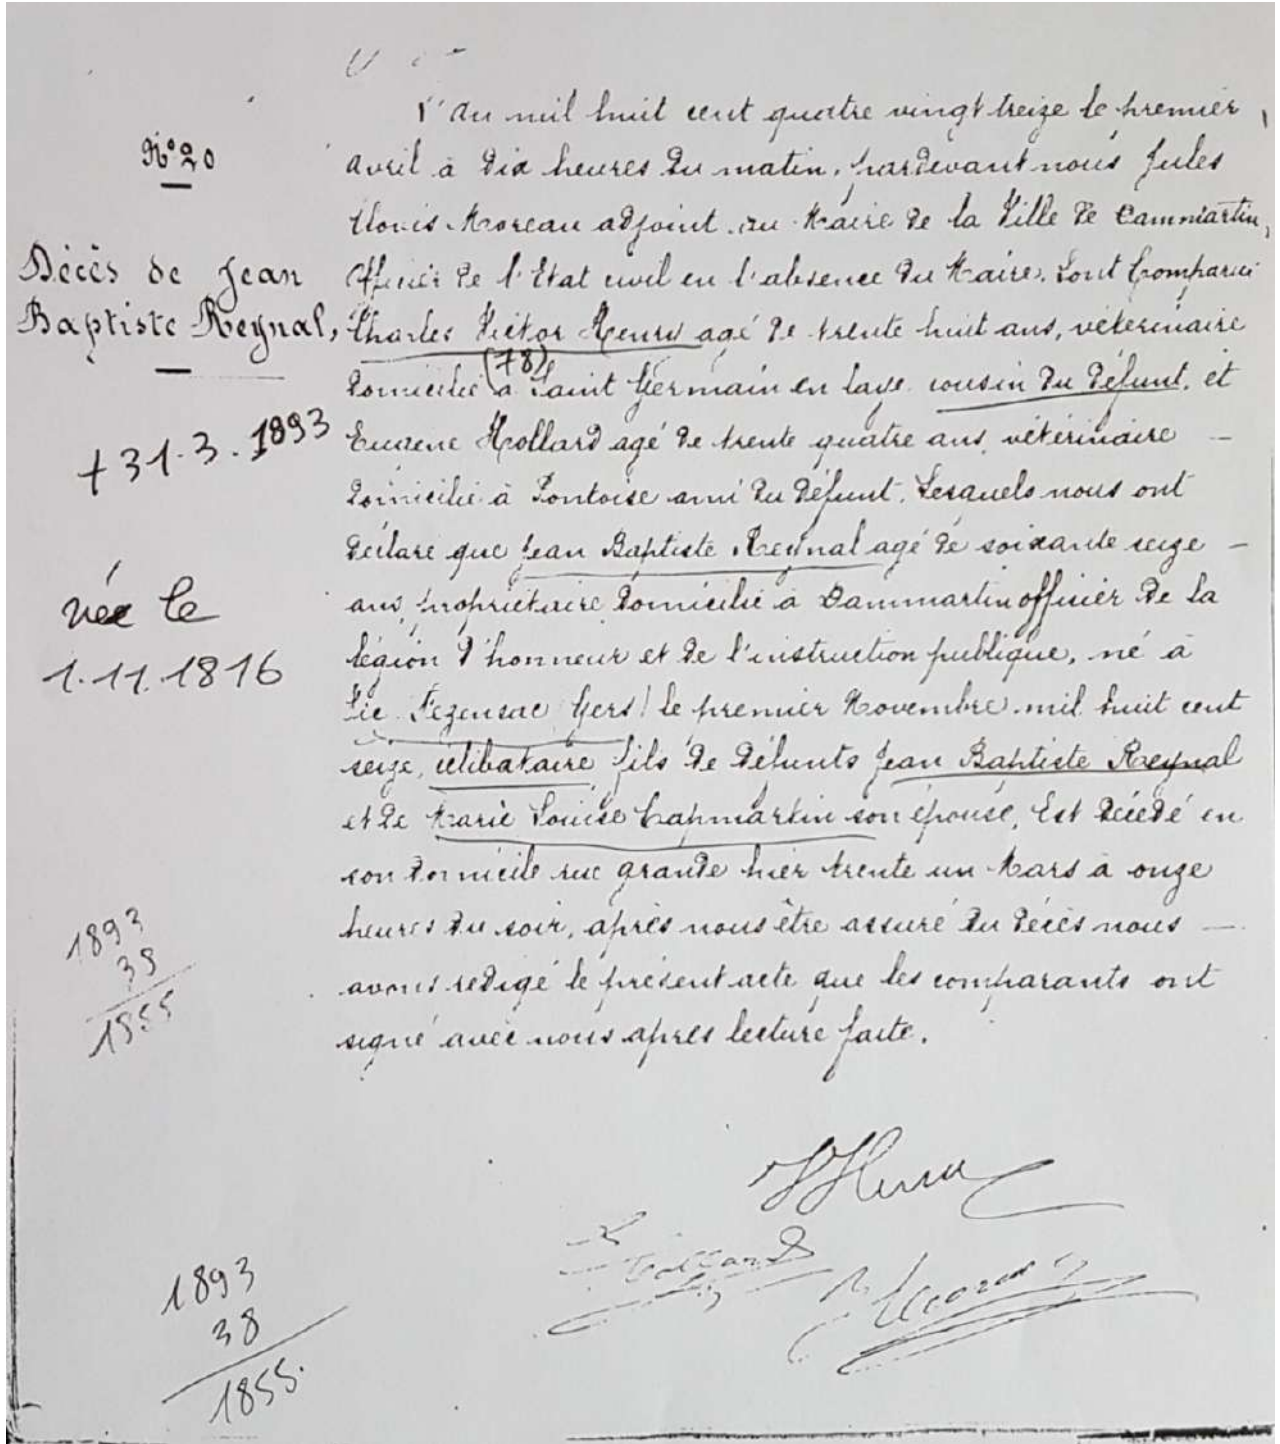 N° 20
Décès de Jean
Baptiste Reynal,
+ 31.3.1893
née le
1.11.1816
1893
38
1855
1893
38
1855.
L'an mil huit cent quatre vingt treize le premier
avril à dix heures du matin, pardevant nous Jules
Clovis Moreau adjoint au Maire de la Ville de Dammartin,
Officier de l'Etat civil en l'absence du Maire. Sont Comparus
Charles Victor Henry agé de trente huit ans, véterinaire
(78)
domicilié à Saint Germain en laye cousin du défunt, et
Eugene Hollard agé de trente quatre ans, vétérinaire —
domicilié à Pontoise ami du défunt. Lesquels nous ont
déclaré que Jean Baptiste Reynal agé de soixante seize —
ans, propriétaire, domicilié à Dammartin officier de la
légion d'honneur et de l'instruction publique, né à
Vic Fezensac Gers) le premier Novembre mil huit cent
seize, célibataire fils de défunts Jean Baptiste Reynal
et de Marie Louise Capmartin son épouse, Est décédé en
son domicile rue grande hier trente un Mars à onze
heures du soir, après nous être assuré du décès nous —
avons redigé le présent acte que les comparants ont
signé avec nous après lecture faite.
VHenry
Hollard
Moreau